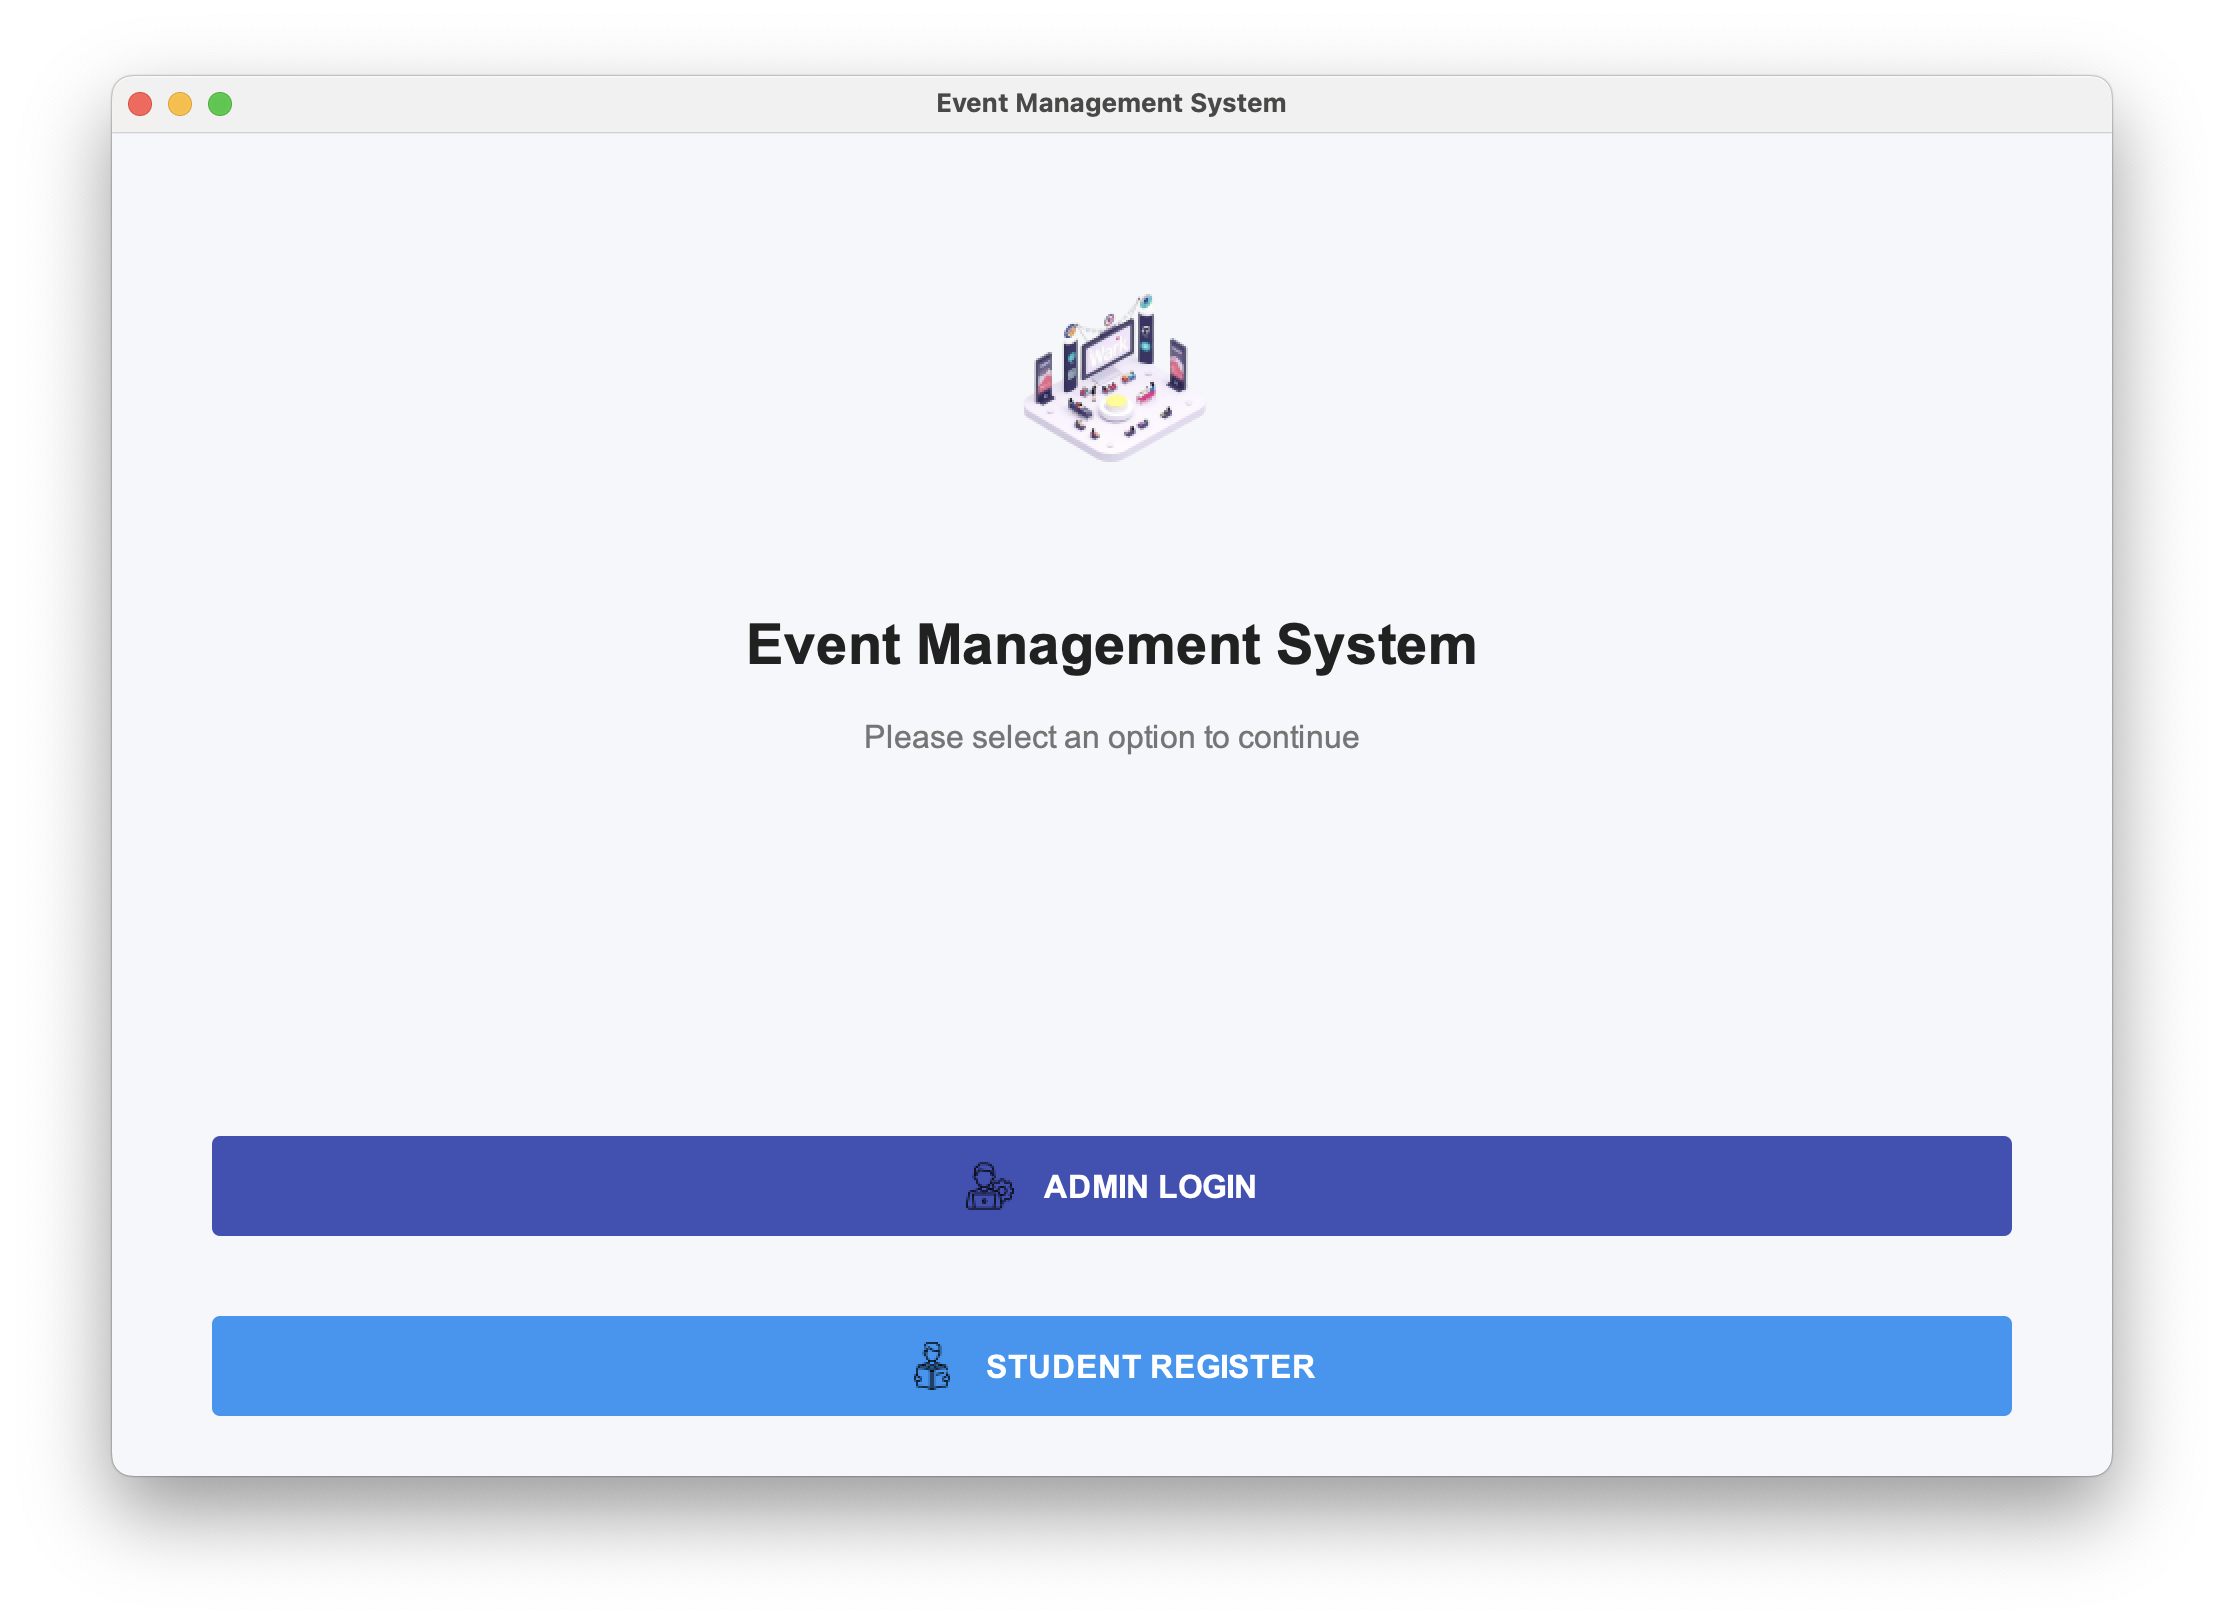 Event Management System
Event Management System
Please select an option to continue
ADMIN LOGIN
STUDENT REGISTER